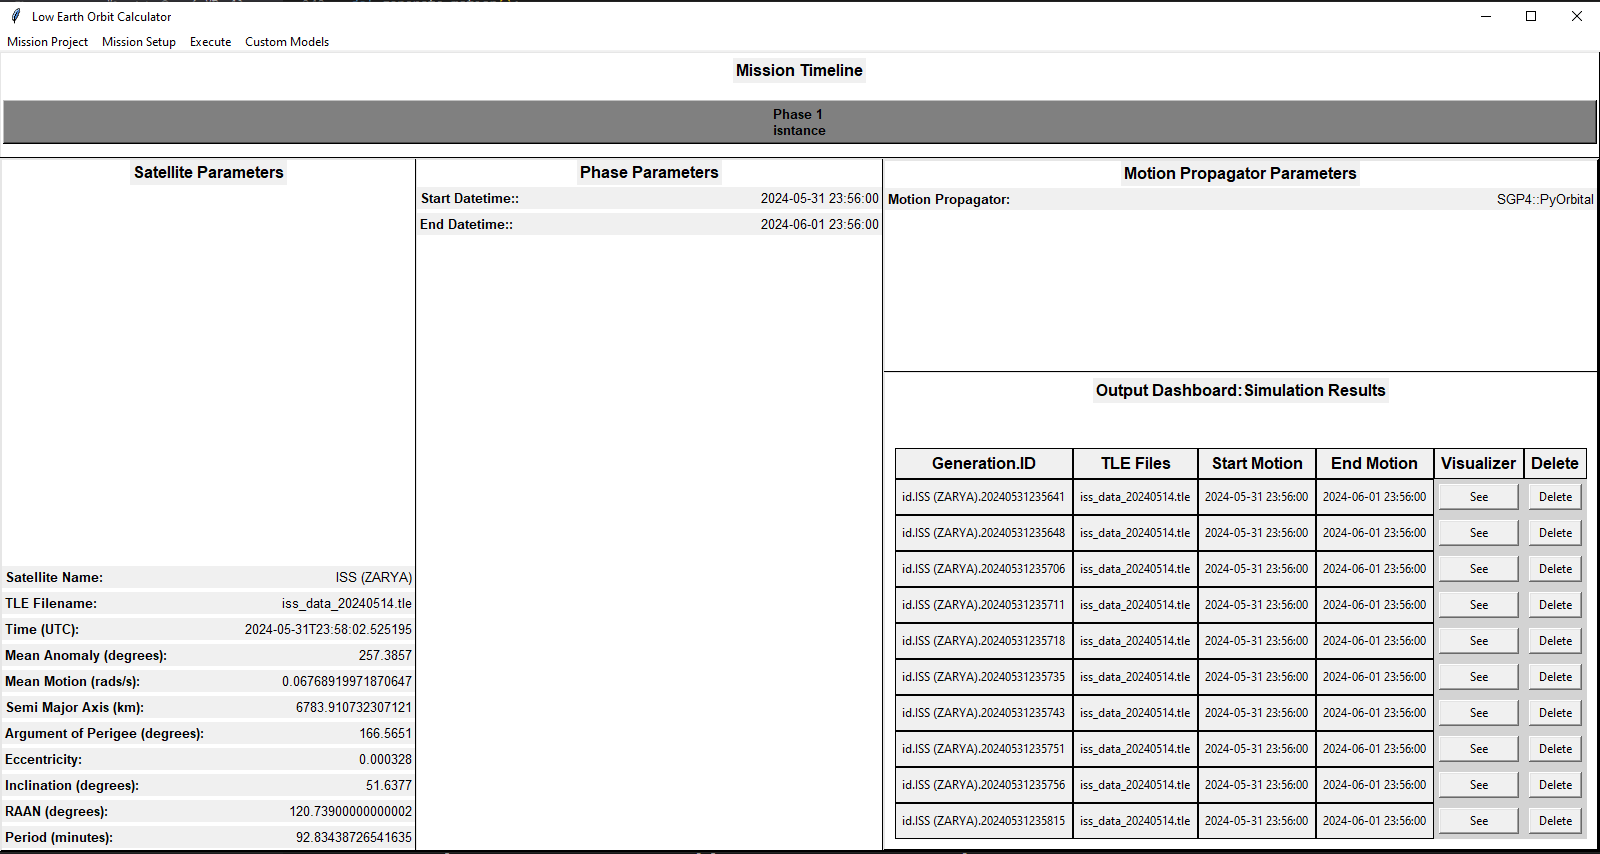 Low Earth Orbit Calculator
Mission Project Mission Setup Execute Custom Models
Mission Timeline
Phase 1
isntance
Satellite Parameters
Satellite Name: ISS (ZARYA)
TLE Filename: iss_data_20240514.tle
Time (UTC): 2024-05-31T23:58:02.525195
Mean Anomaly (degrees): 257.3857
Mean Motion (rads/s): 0.06768919971870647
Semi Major Axis (km): 6783.910732307121
Argument of Perigee (degrees): 166.5651
Eccentricity: 0.000328
Inclination (degrees): 51.6377
RAAN (degrees): 120.73900000000002
Period (minutes): 92.83438726541635
Phase Parameters
Start Datetime:: 2024-05-31 23:56:00
End Datetime:: 2024-06-01 23:56:00
Motion Propagator Parameters
Motion Propagator: SGP4::PyOrbital
Output Dashboard:Simulation Results
Generation.ID TLE Files Start Motion End Motion Visualizer Delete
id.ISS (ZARYA).20240531235641 iss_data_20240514.tle 2024-05-31 23:56:00 2024-06-01 23:56:00 See Delete
id.ISS (ZARYA).20240531235648 iss_data_20240514.tle 2024-05-31 23:56:00 2024-06-01 23:56:00 See Delete
id.ISS (ZARYA).20240531235706 iss_data_20240514.tle 2024-05-31 23:56:00 2024-06-01 23:56:00 See Delete
id.ISS (ZARYA).20240531235711 iss_data_20240514.tle 2024-05-31 23:56:00 2024-06-01 23:56:00 See Delete
id.ISS (ZARYA).20240531235718 iss_data_20240514.tle 2024-05-31 23:56:00 2024-06-01 23:56:00 See Delete
id.ISS (ZARYA).20240531235735 iss_data_20240514.tle 2024-05-31 23:56:00 2024-06-01 23:56:00 See Delete
id.ISS (ZARYA).20240531235743 iss_data_20240514.tle 2024-05-31 23:56:00 2024-06-01 23:56:00 See Delete
id.ISS (ZARYA).20240531235751 iss_data_20240514.tle 2024-05-31 23:56:00 2024-06-01 23:56:00 See Delete
id.ISS (ZARYA).20240531235756 iss_data_20240514.tle 2024-05-31 23:56:00 2024-06-01 23:56:00 See Delete
id.ISS (ZARYA).20240531235815 iss_data_20240514.tle 2024-05-31 23:56:00 2024-06-01 23:56:00 See Delete